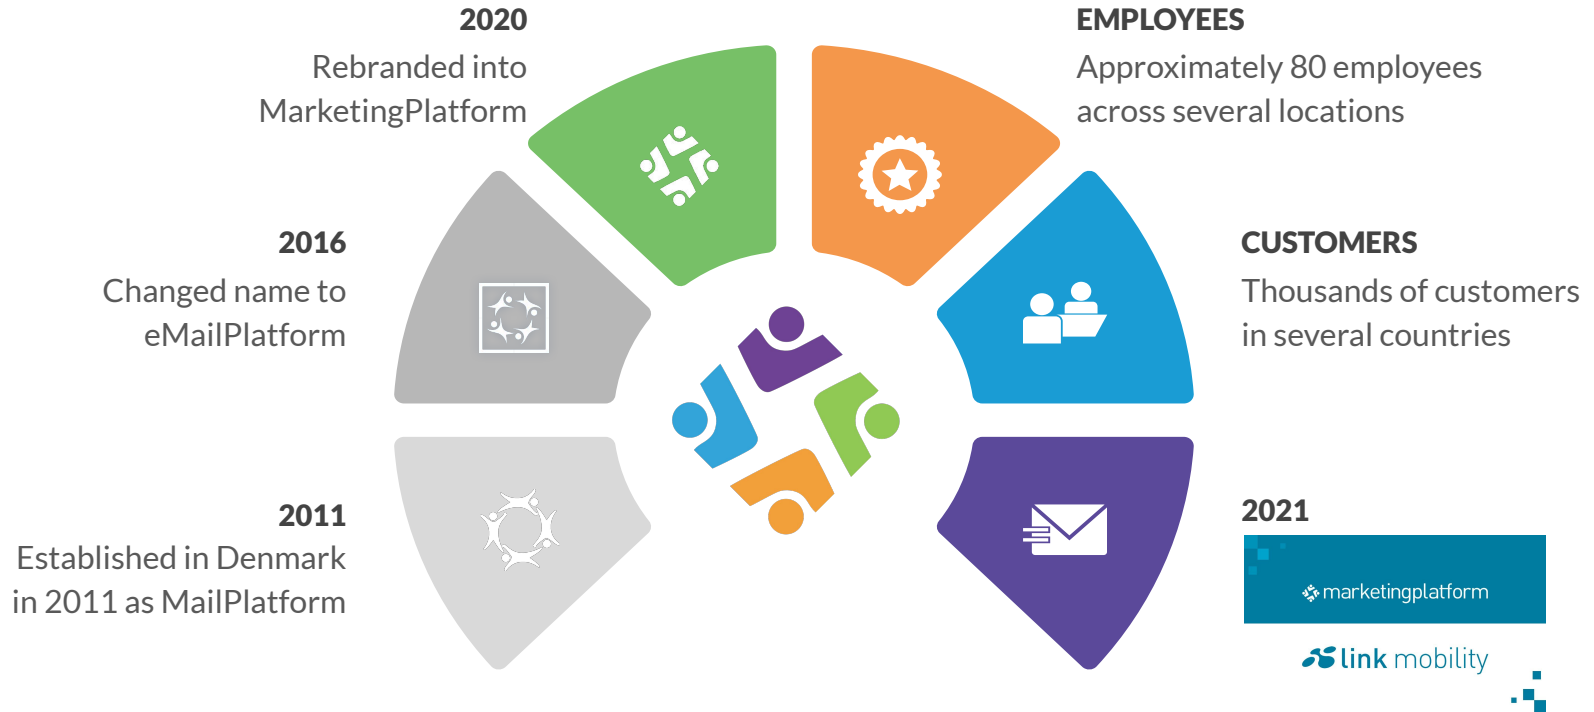 2020
Rebranded into
MarketingPlatform
EMPLOYEES
Approximately 80 employees
across several locations
2016
Changed name to
eMailPlatform
CUSTOMERS
Thousands of customers
in several countries
2011
Established in Denmark
in 2011 as MailPlatform
2021
marketingplatform
link mobility